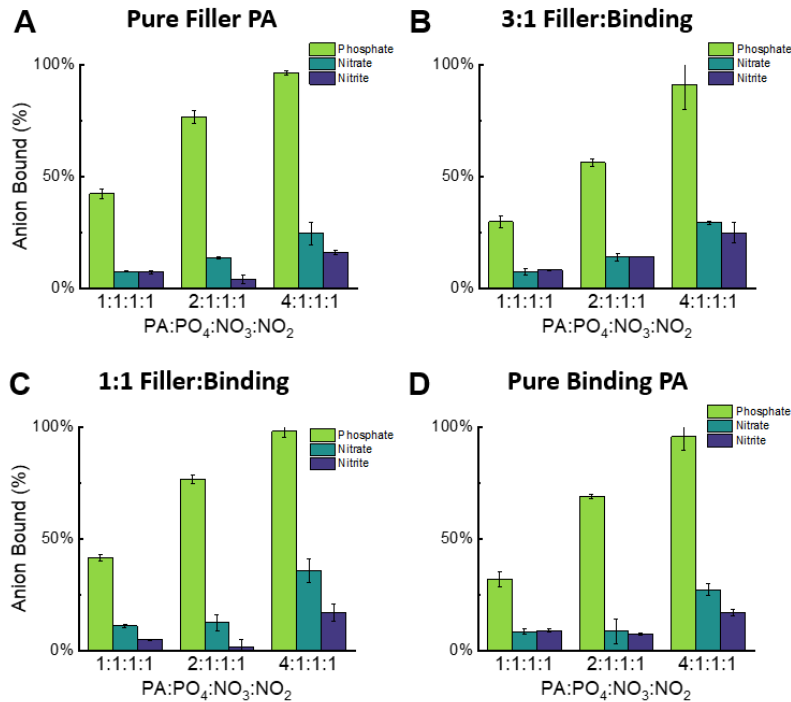 A
Pure Filler PA
Phosphate
Nitrate
Nitrite
100%
50%
0%
Anion Bound (%)
1:1:1:1
2:1:1:1
4:1:1:1
PA:PO₄:NO₃:NO₂
B
3:1 Filler:Binding
Phosphate
Nitrate
Nitrite
100%
50%
0%
1:1:1:1
2:1:1:1
4:1:1:1
PA:PO₄:NO₃:NO₂
C
1:1 Filler:Binding
Phosphate
Nitrate
Nitrite
100%
50%
0%
Anion Bound (%)
1:1:1:1
2:1:1:1
4:1:1:1
PA:PO₄:NO₃:NO₂
D
Pure Binding PA
Phosphate
Nitrate
Nitrite
100%
50%
0%
1:1:1:1
2:1:1:1
4:1:1:1
PA:PO₄:NO₃:NO₂